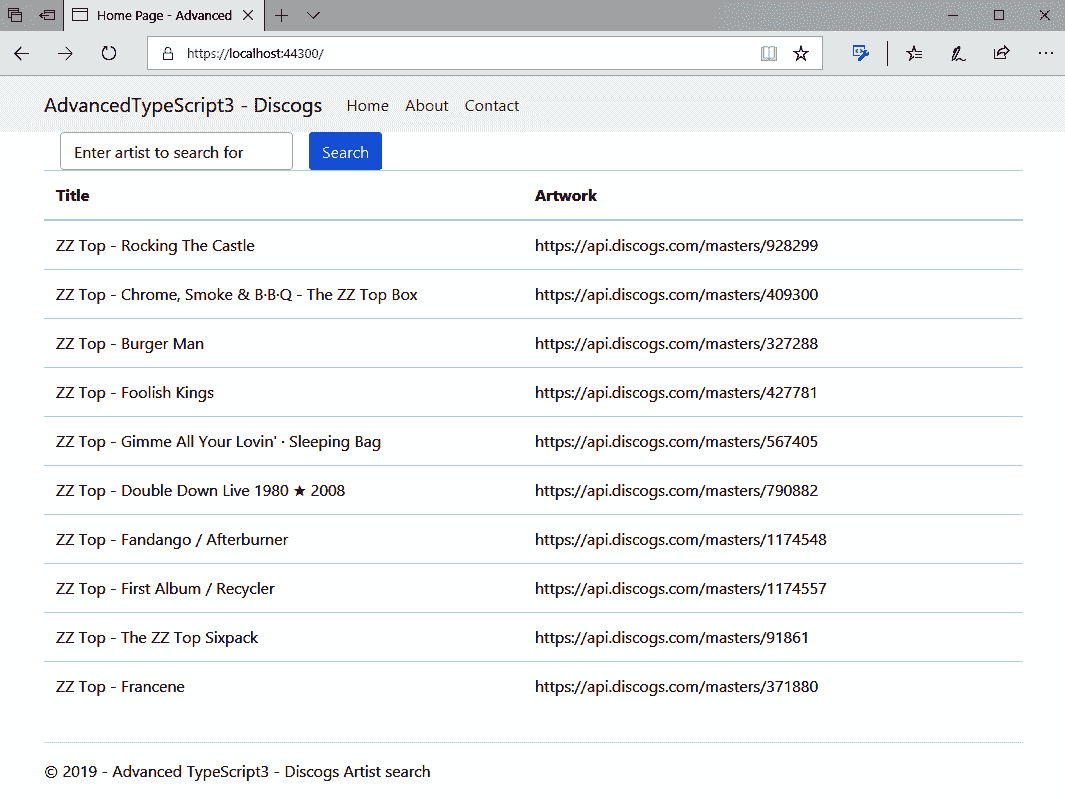 Home Page - Advanced
https://localhost:44300/
AdvancedTypeScript3 - Discogs Home About Contact
Enter artist to search for Search
Title Artwork
ZZ Top - Rocking The Castle https://api.discogs.com/masters/928299
ZZ Top - Chrome, Smoke & B·B·Q - The ZZ Top Box https://api.discogs.com/masters/409300
ZZ Top - Burger Man https://api.discogs.com/masters/327288
ZZ Top - Foolish Kings https://api.discogs.com/masters/427781
ZZ Top - Gimme All Your Lovin' · Sleeping Bag https://api.discogs.com/masters/567405
ZZ Top - Double Down Live 1980 ★ 2008 https://api.discogs.com/masters/790882
ZZ Top - Fandango / Afterburner https://api.discogs.com/masters/1174548
ZZ Top - First Album / Recycler https://api.discogs.com/masters/1174557
ZZ Top - The ZZ Top Sixpack https://api.discogs.com/masters/91861
ZZ Top - Francene https://api.discogs.com/masters/371880
© 2019 - Advanced TypeScript3 - Discogs Artist search